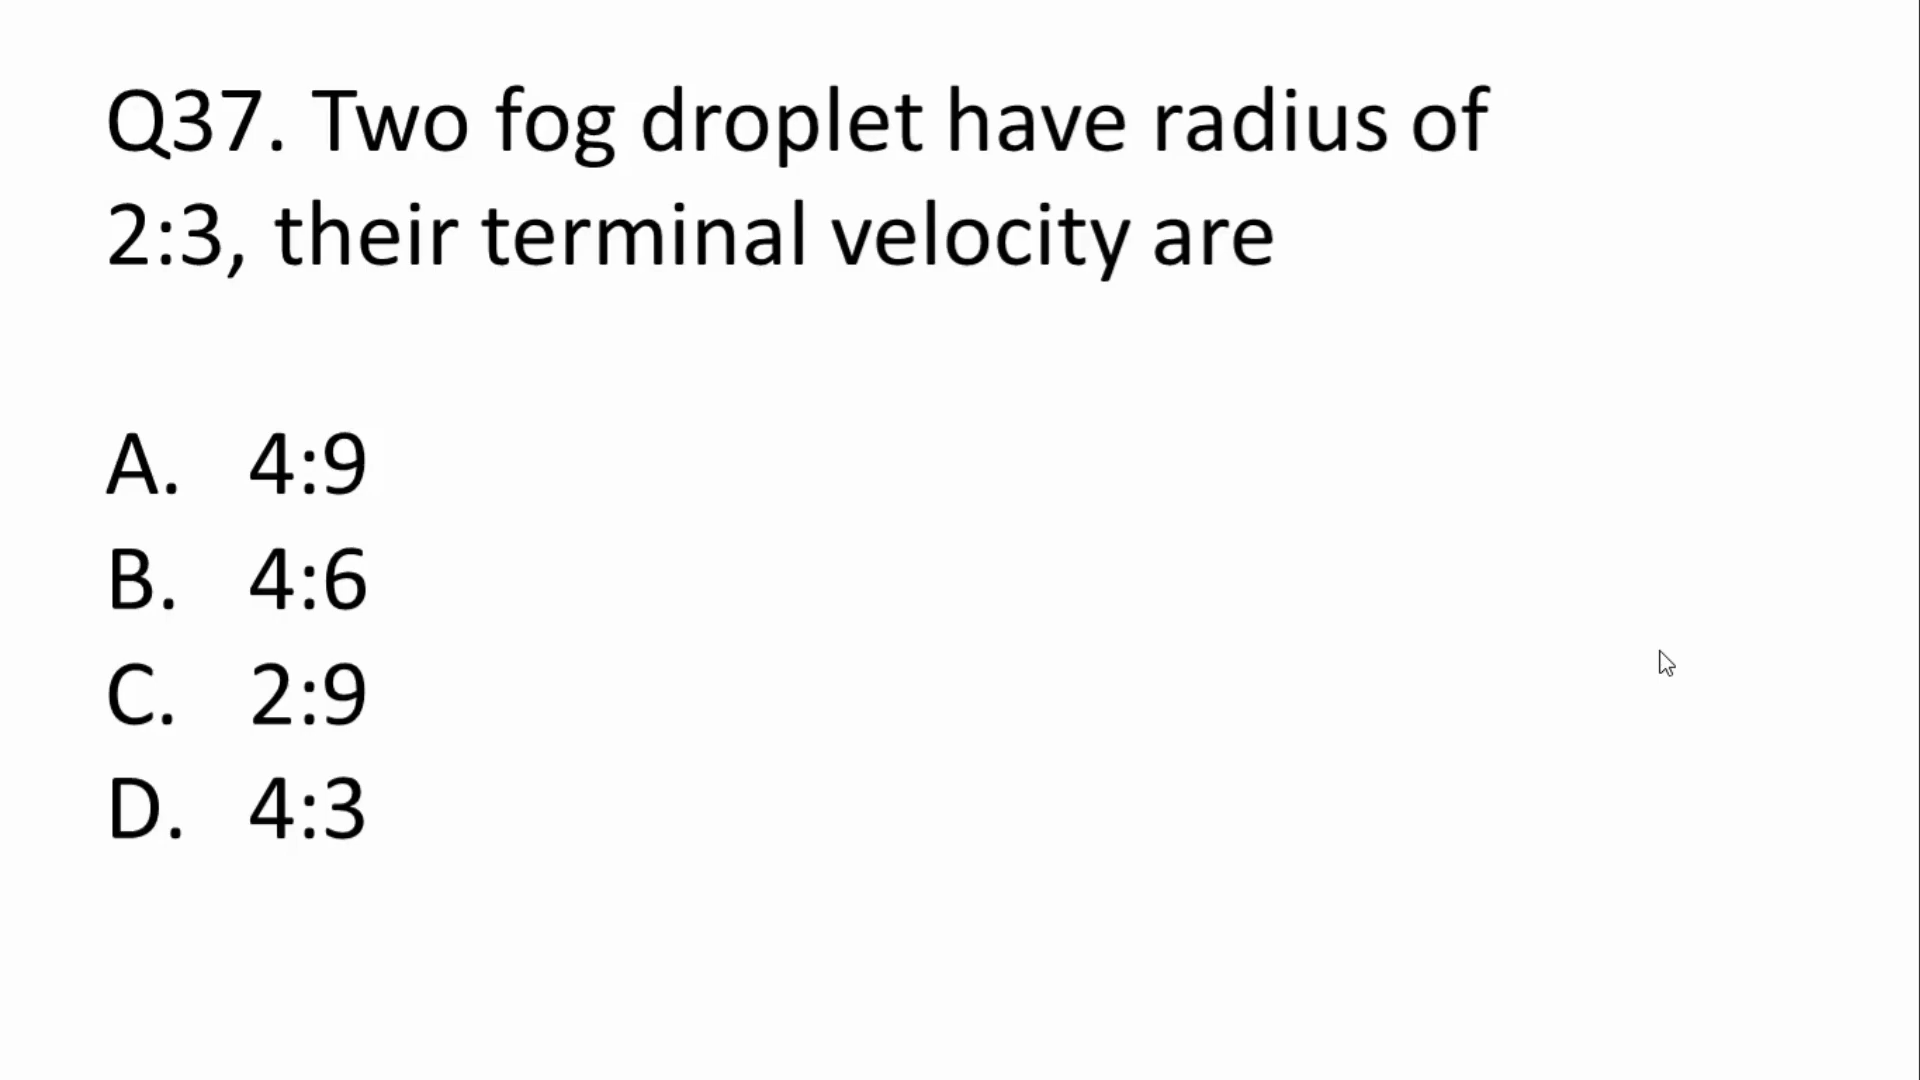 Q37. Two fog droplet have radius of
2:3, their terminal velocity are
A. 4:9
B. 4:6
C. 2:9
D. 4:3